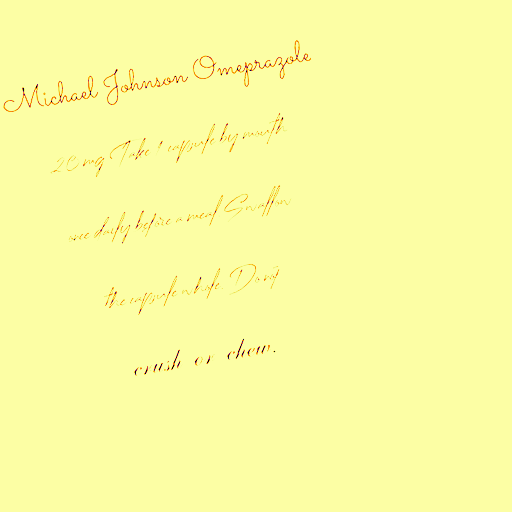 Michael Johnson Omeprazole
20 mg Take 1 capsule by mouth
once daily before a meal Swallow
the capsule whole. Do not
crush or chew.